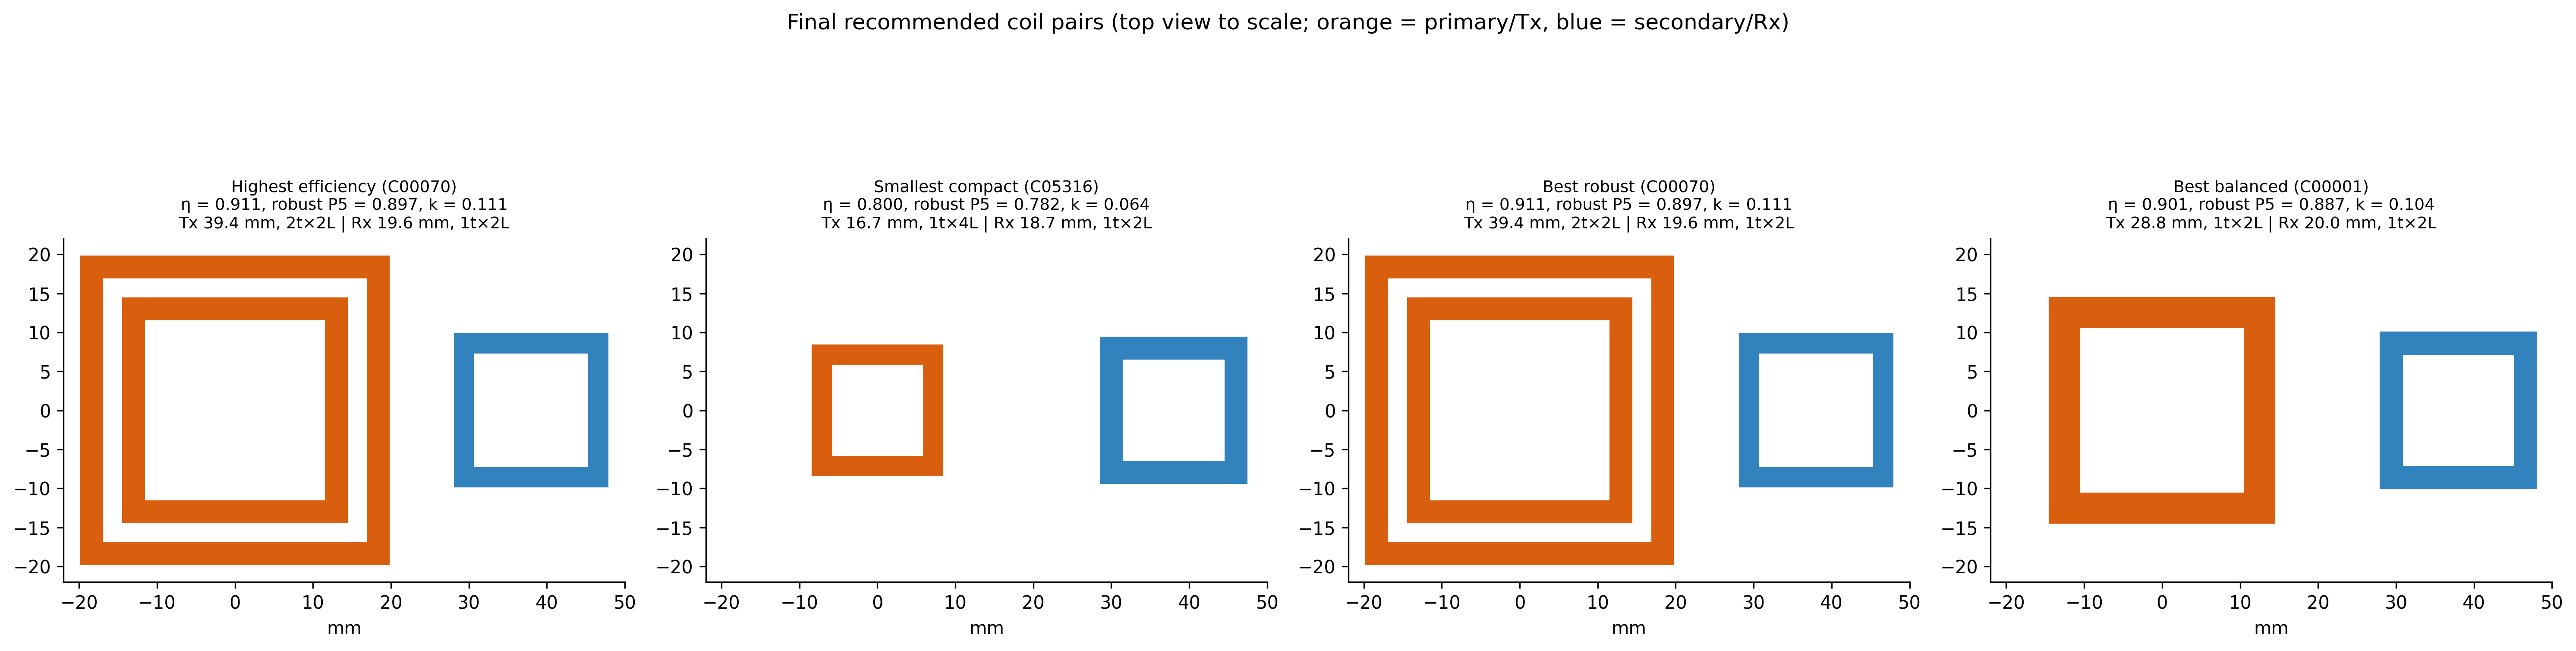 Final recommended coil pairs (top view to scale; orange = primary/Tx, blue = secondary/Rx)
Highest efficiency (C00070)
η = 0.911, robust P5 = 0.897, k = 0.111
Tx 39.4 mm, 2t×2L | Rx 19.6 mm, 1t×2L
20
15
10
5
0
−5
−10
−15
−20
−20 −10 0 10 20 30 40 50
mm
Smallest compact (C05316)
η = 0.800, robust P5 = 0.782, k = 0.064
Tx 16.7 mm, 1t×4L | Rx 18.7 mm, 1t×2L
20
15
10
5
0
−5
−10
−15
−20
−20 −10 0 10 20 30 40 50
mm
Best robust (C00070)
η = 0.911, robust P5 = 0.897, k = 0.111
Tx 39.4 mm, 2t×2L | Rx 19.6 mm, 1t×2L
20
15
10
5
0
−5
−10
−15
−20
−20 −10 0 10 20 30 40 50
mm
Best balanced (C00001)
η = 0.901, robust P5 = 0.887, k = 0.104
Tx 28.8 mm, 1t×2L | Rx 20.0 mm, 1t×2L
20
15
10
5
0
−5
−10
−15
−20
−20 −10 0 10 20 30 40 50
mm